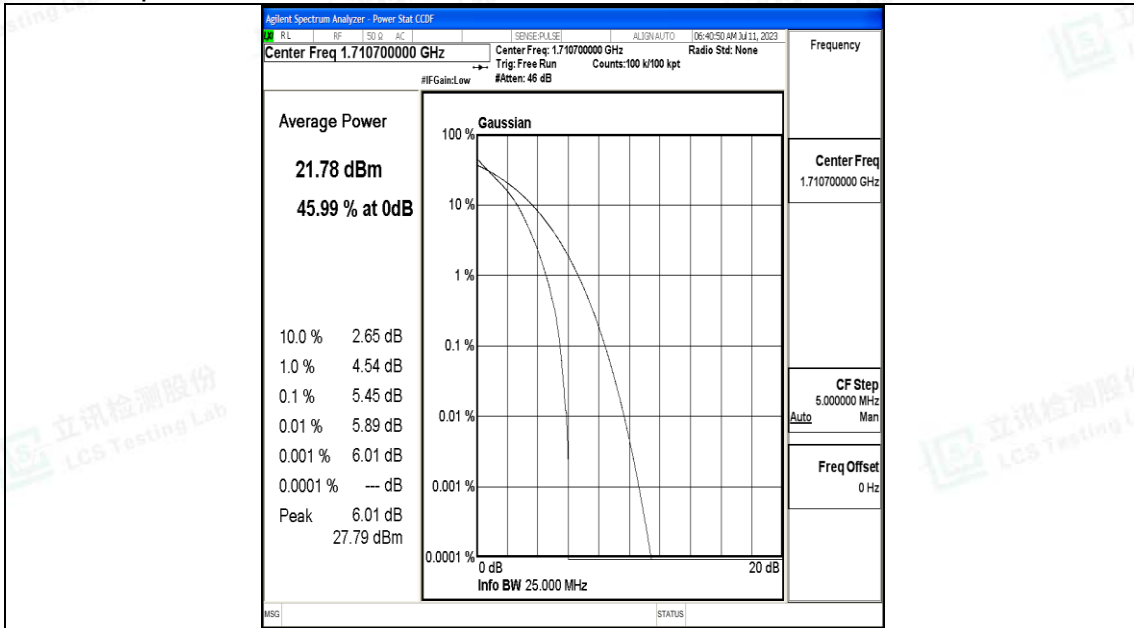 Agilent Spectrum Analyzer - Power Stat CCDF
RL RF 50 Ω AC SENSE:PULSE ALIGN AUTO 06:40:50 AM Jul 11, 2023
Center Freq 1.710700000 GHz
Center Freq: 1.710700000 GHz
Radio Std: None
Trig: Free Run
Counts:100 k/100 kpt
#IFGain:Low
#Atten: 46 dB
Frequency
Average Power
21.78 dBm
45.99 % at 0dB
10.0 % 2.65 dB
1.0 % 4.54 dB
0.1 % 5.45 dB
0.01 % 5.89 dB
0.001 % 6.01 dB
0.0001 % --- dB
Peak 6.01 dB
27.79 dBm
Gaussian
100 %
10 %
1 %
0.1 %
0.01 %
0.001 %
0.0001 %
0 dB
20 dB
Info BW 25.000 MHz
Center Freq
1.710700000 GHz
CF Step
5.000000 MHz
Auto Man
Freq Offset
0 Hz
MSG
STATUS
立讯检测股份
LCS Testing Lab
立讯检测股份